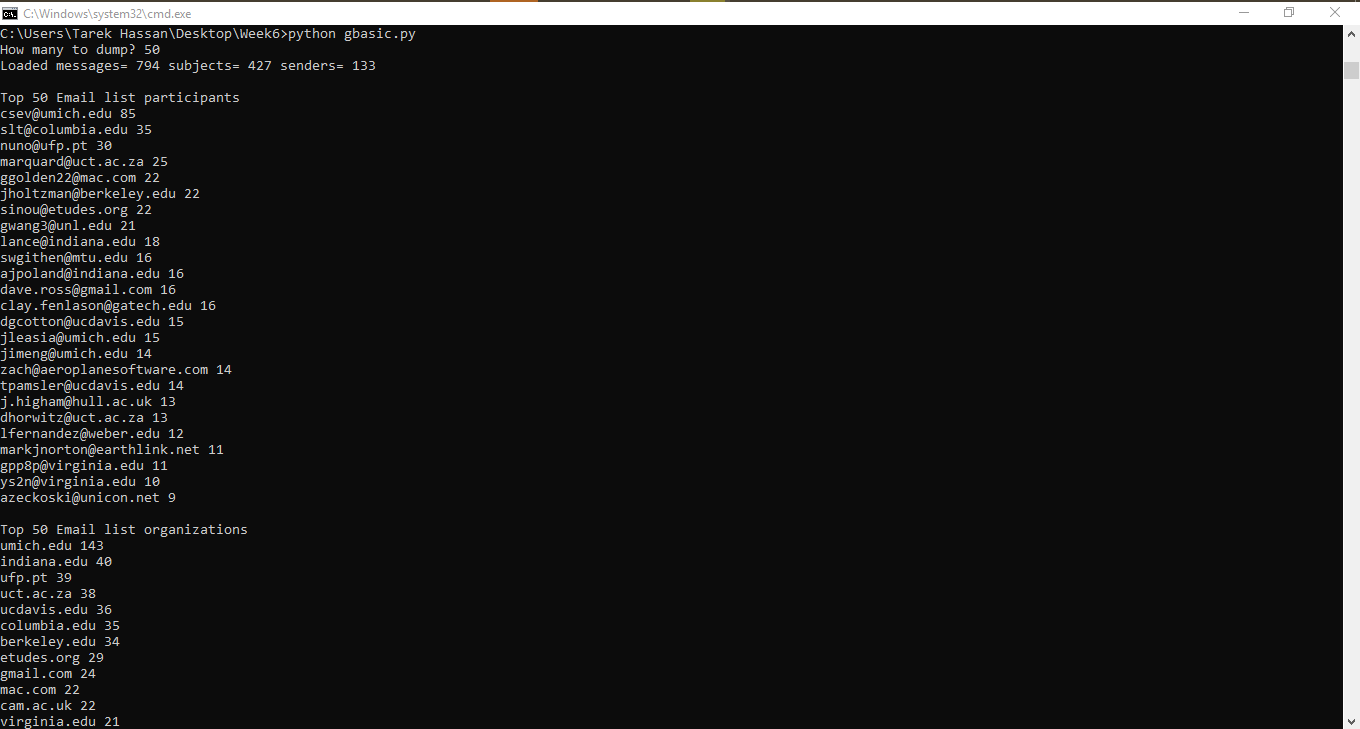 C:\Windows\system32\cmd.exe
C:\Users\Tarek Hassan\Desktop\Week6>python gbasic.py
How many to dump? 50
Loaded messages= 794 subjects= 427 senders= 133
Top 50 Email list participants
csev@umich.edu 85
slt@columbia.edu 35
nuno@ufp.pt 30
marquard@uct.ac.za 25
ggolden22@mac.com 22
jholtzman@berkeley.edu 22
sinou@etudes.org 22
gwang3@unl.edu 21
lance@indiana.edu 18
swgithen@mtu.edu 16
ajpoland@indiana.edu 16
dave.ross@gmail.com 16
clay.fenlason@gatech.edu 16
dgcotton@ucdavis.edu 15
jleasia@umich.edu 15
jimeng@umich.edu 14
zach@aeroplanesoftware.com 14
tpamsler@ucdavis.edu 14
j.higham@hull.ac.uk 13
dhorwitz@uct.ac.za 13
lfernandez@weber.edu 12
markjnorton@earthlink.net 11
gpp8p@virginia.edu 11
ys2n@virginia.edu 10
azeckoski@unicon.net 9
Top 50 Email list organizations
umich.edu 143
indiana.edu 40
ufp.pt 39
uct.ac.za 38
ucdavis.edu 36
columbia.edu 35
berkeley.edu 34
etudes.org 29
gmail.com 24
mac.com 22
cam.ac.uk 22
virginia.edu 21